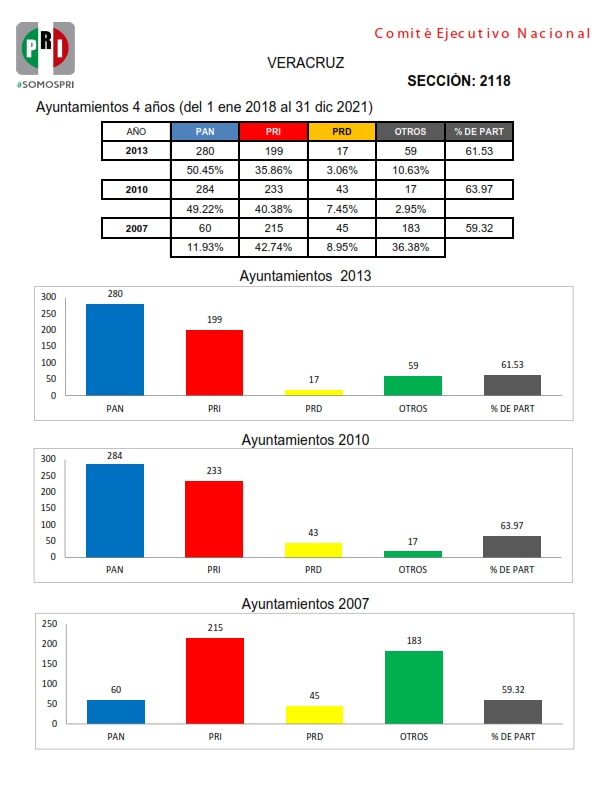 Comité Ejecutivo Nacional
PRI
#SOMOSPRI
VERACRUZ
SECCIÓN: 2118
Ayuntamientos 4 años (del 1 ene 2018 al 31 dic 2021)
AÑO PAN PRI PRD OTROS % DE PART
2013 280 199 17 59 61.53
50.45% 35.86% 3.06% 10.63%
2010 284 233 43 17 63.97
49.22% 40.38% 7.45% 2.95%
2007 60 215 45 183 59.32
11.93% 42.74% 8.95% 36.38%
Ayuntamientos 2013
300
250
200
150
100
50
0
280
199
17
59
61.53
PAN PRI PRD OTROS % DE PART
Ayuntamientos 2010
300
250
200
150
100
50
0
284
233
43
17
63.97
PAN PRI PRD OTROS % DE PART
Ayuntamientos 2007
250
200
150
100
50
0
60
215
45
183
59.32
PAN PRI PRD OTROS % DE PART